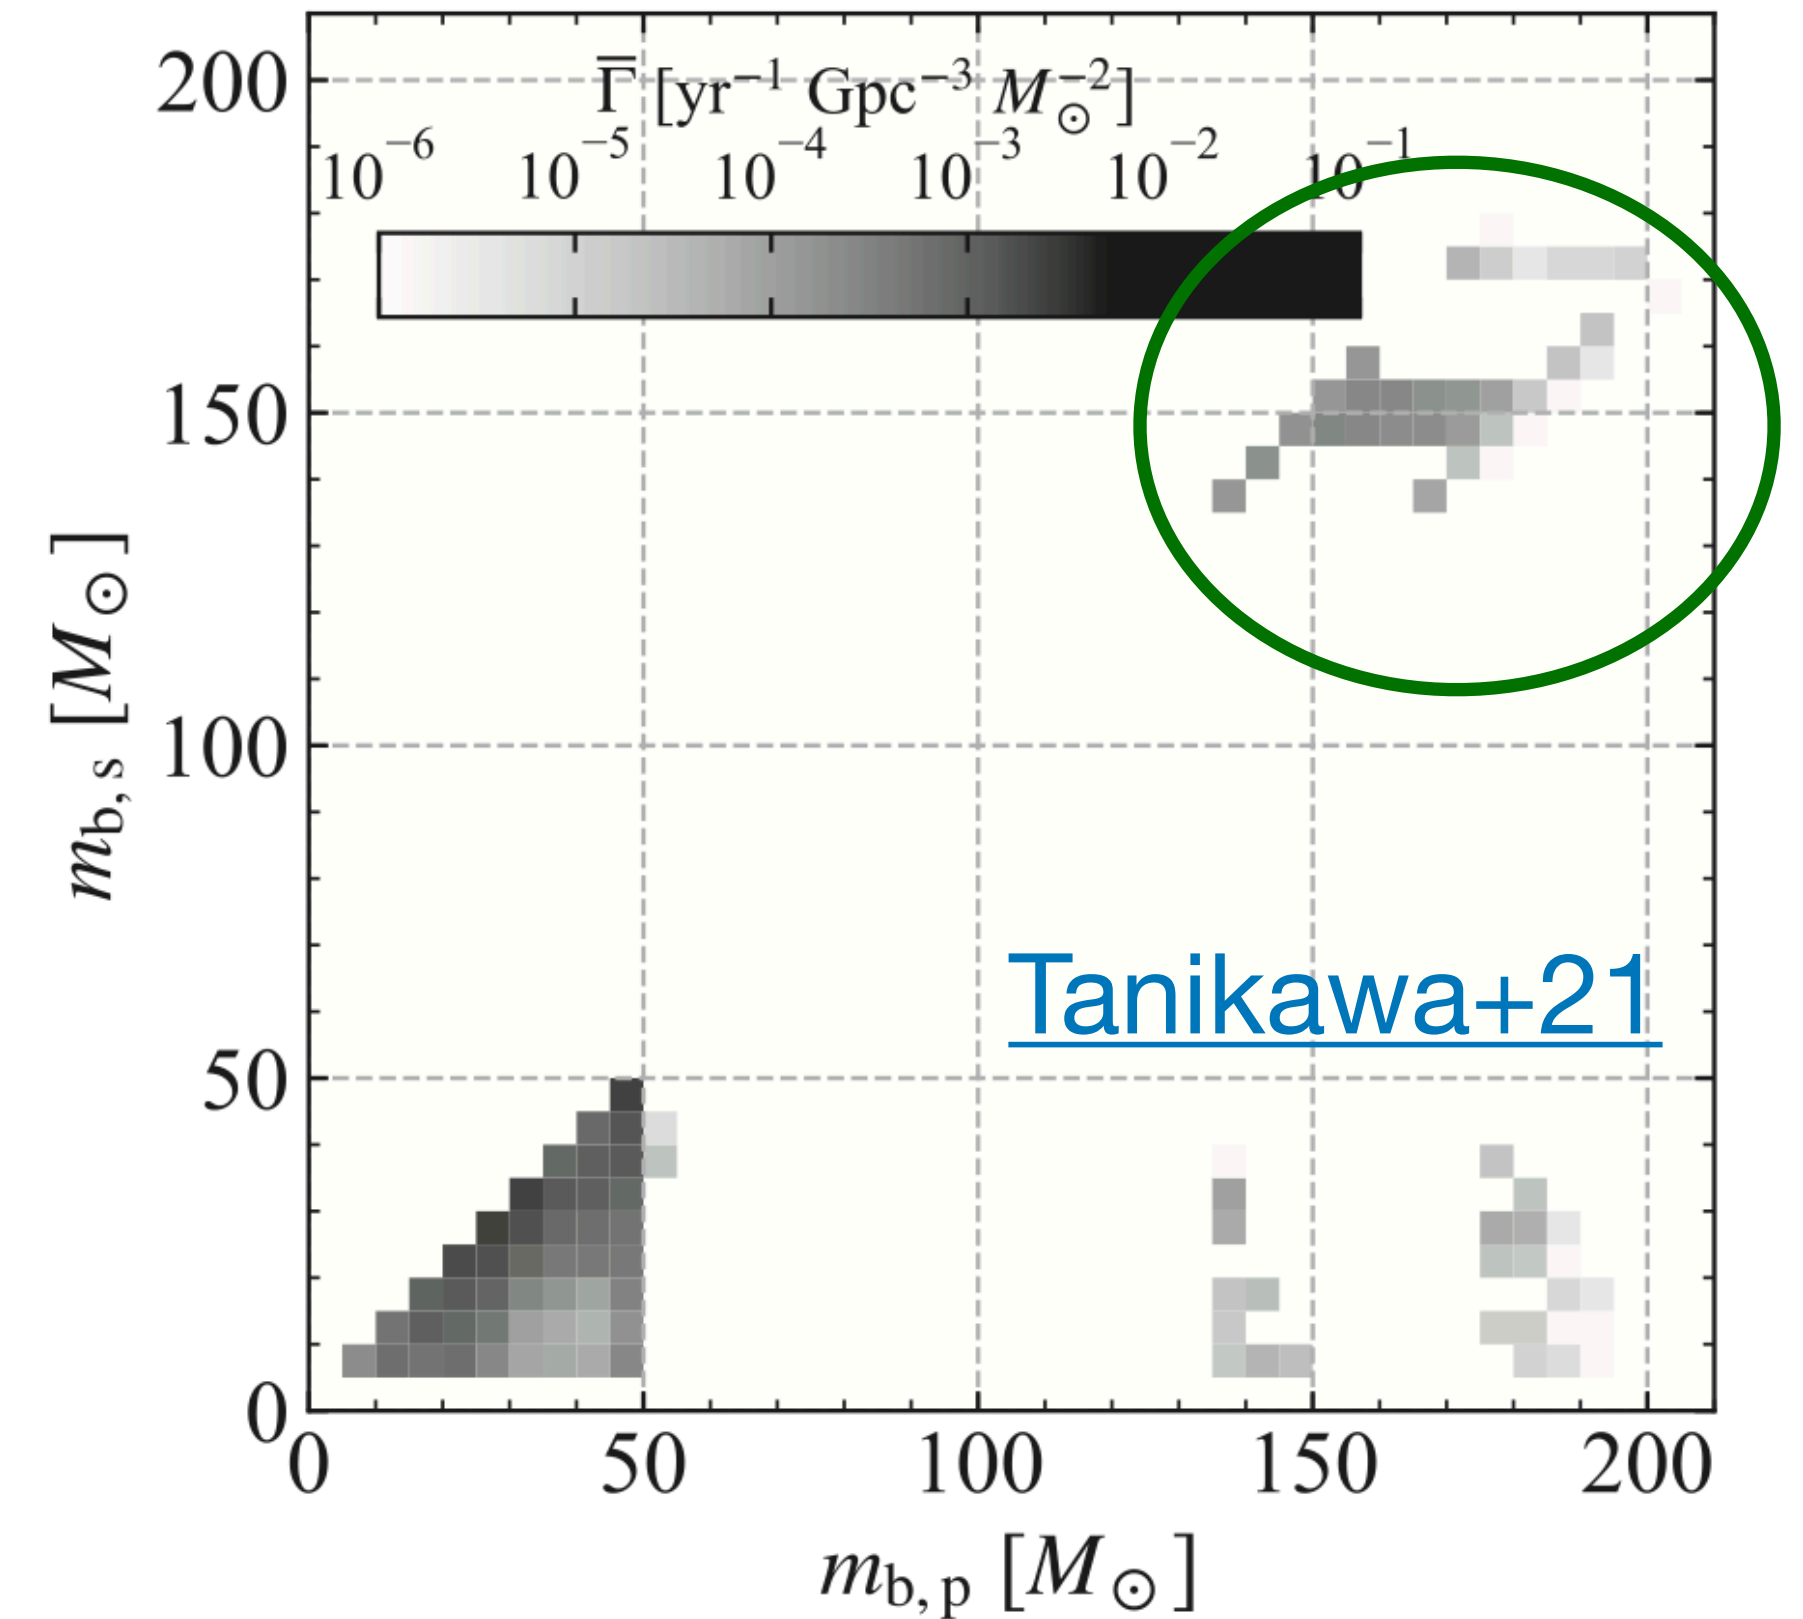 Γ̅ [yr⁻¹ Gpc⁻³ M⊙⁻²]
10⁻⁶ 10⁻⁵ 10⁻⁴ 10⁻³ 10⁻² 10⁻¹
200
150
100
50
0
m_b,s [M⊙]
Tanikawa+21
0 50 100 150 200
m_b,p [M⊙]